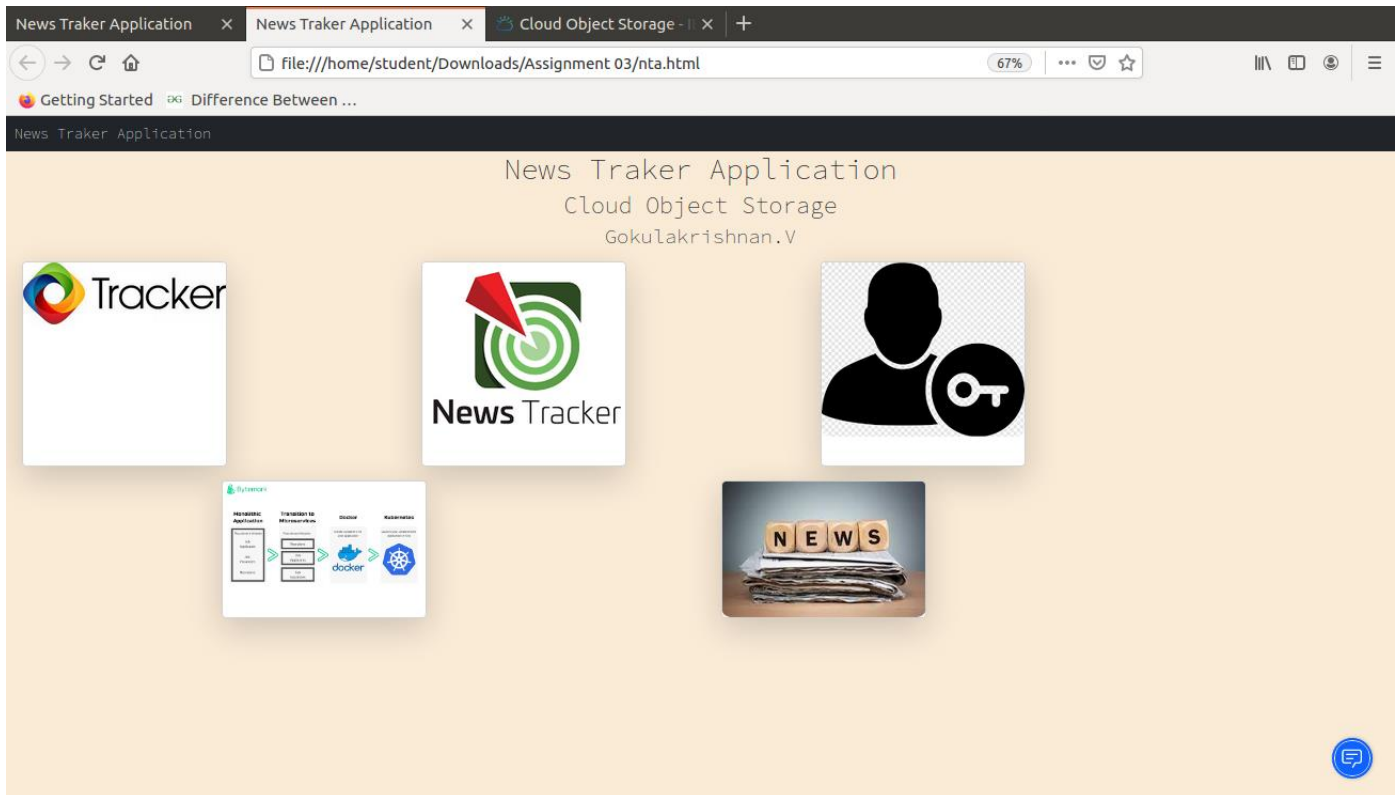 News Traker Application
News Traker Application
Cloud Object Storage - I
file:///home/student/Downloads/Assignment 03/nta.html
67%
Getting Started
Difference Between ...
News Traker Application
News Traker Application
Cloud Object Storage
Gokulakrishnan.V
Tracker
News Tracker
Bytemark
Monolithic Application
Transition to Microservices
Docker
Kubernetes
docker
NEWS